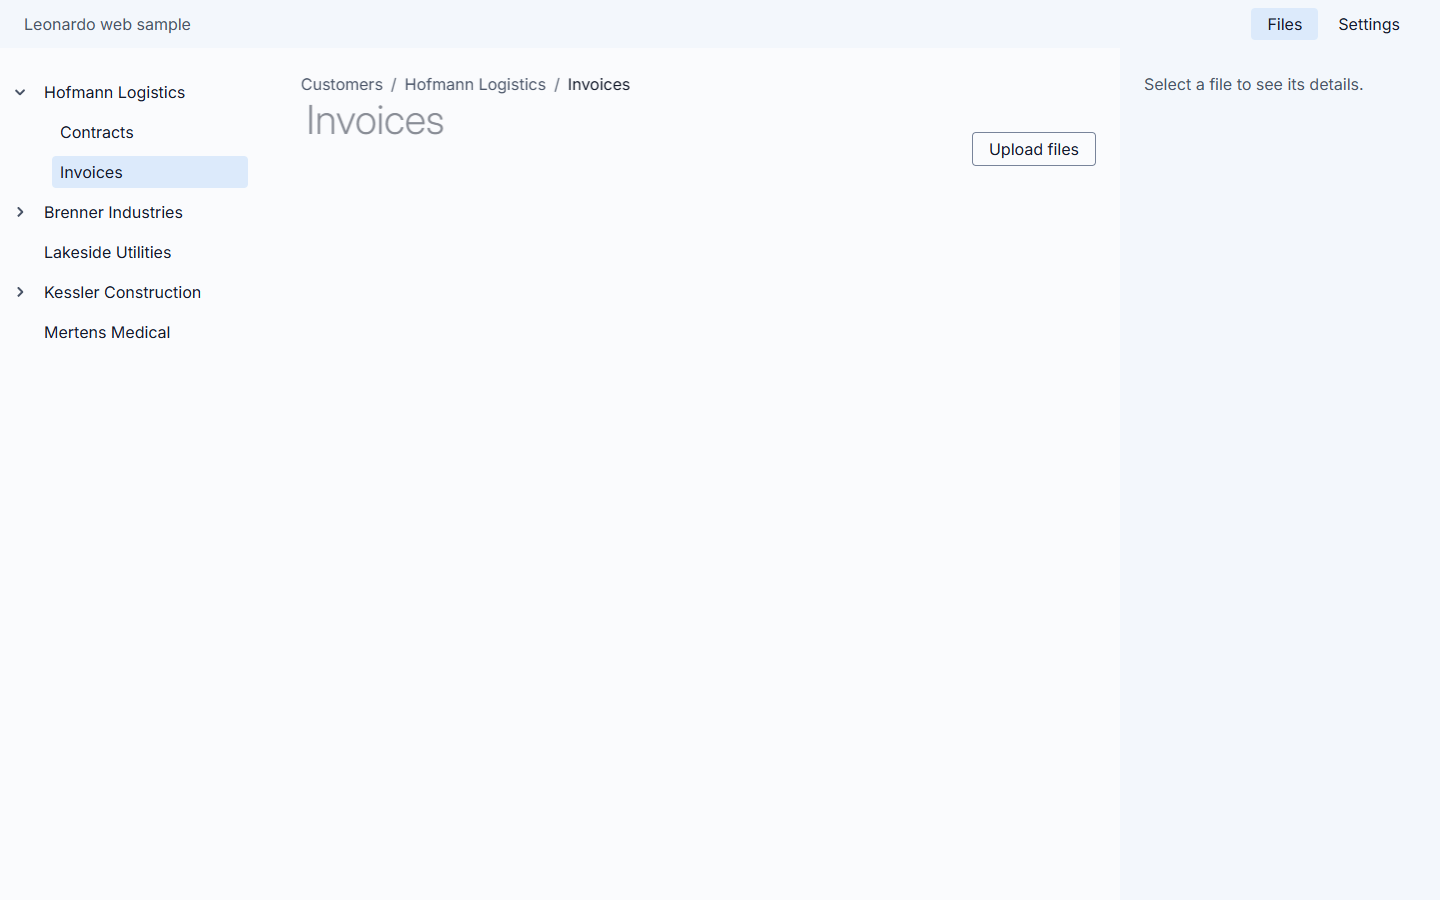 Leonardo web sample
Files
Settings
Hofmann Logistics
Contracts
Invoices
Brenner Industries
Lakeside Utilities
Kessler Construction
Mertens Medical
Customers / Hofmann Logistics / Invoices
Invoices
Upload files
Select a file to see its details.